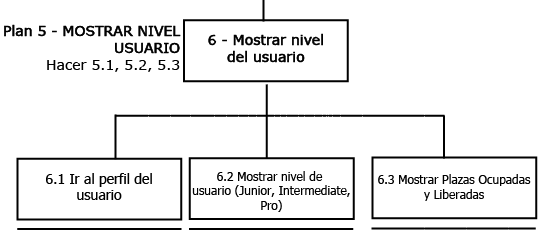 Plan 5 - MOSTRAR NIVEL
USUARIO
Hacer 5.1, 5.2, 5.3
6 - Mostrar nivel
del usuario
6.1 Ir al perfil del
usuario
6.2 Mostrar nivel de
usuario (Junior, Intermediate,
Pro)
6.3 Mostrar Plazas Ocupadas
y Liberadas